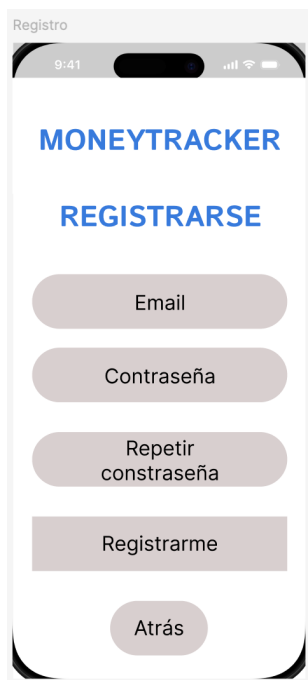 Registro
9:41
MONEYTRACKER
REGISTRARSE
Email
Contraseña
Repetir
constraseña
Registrarme
Atrás